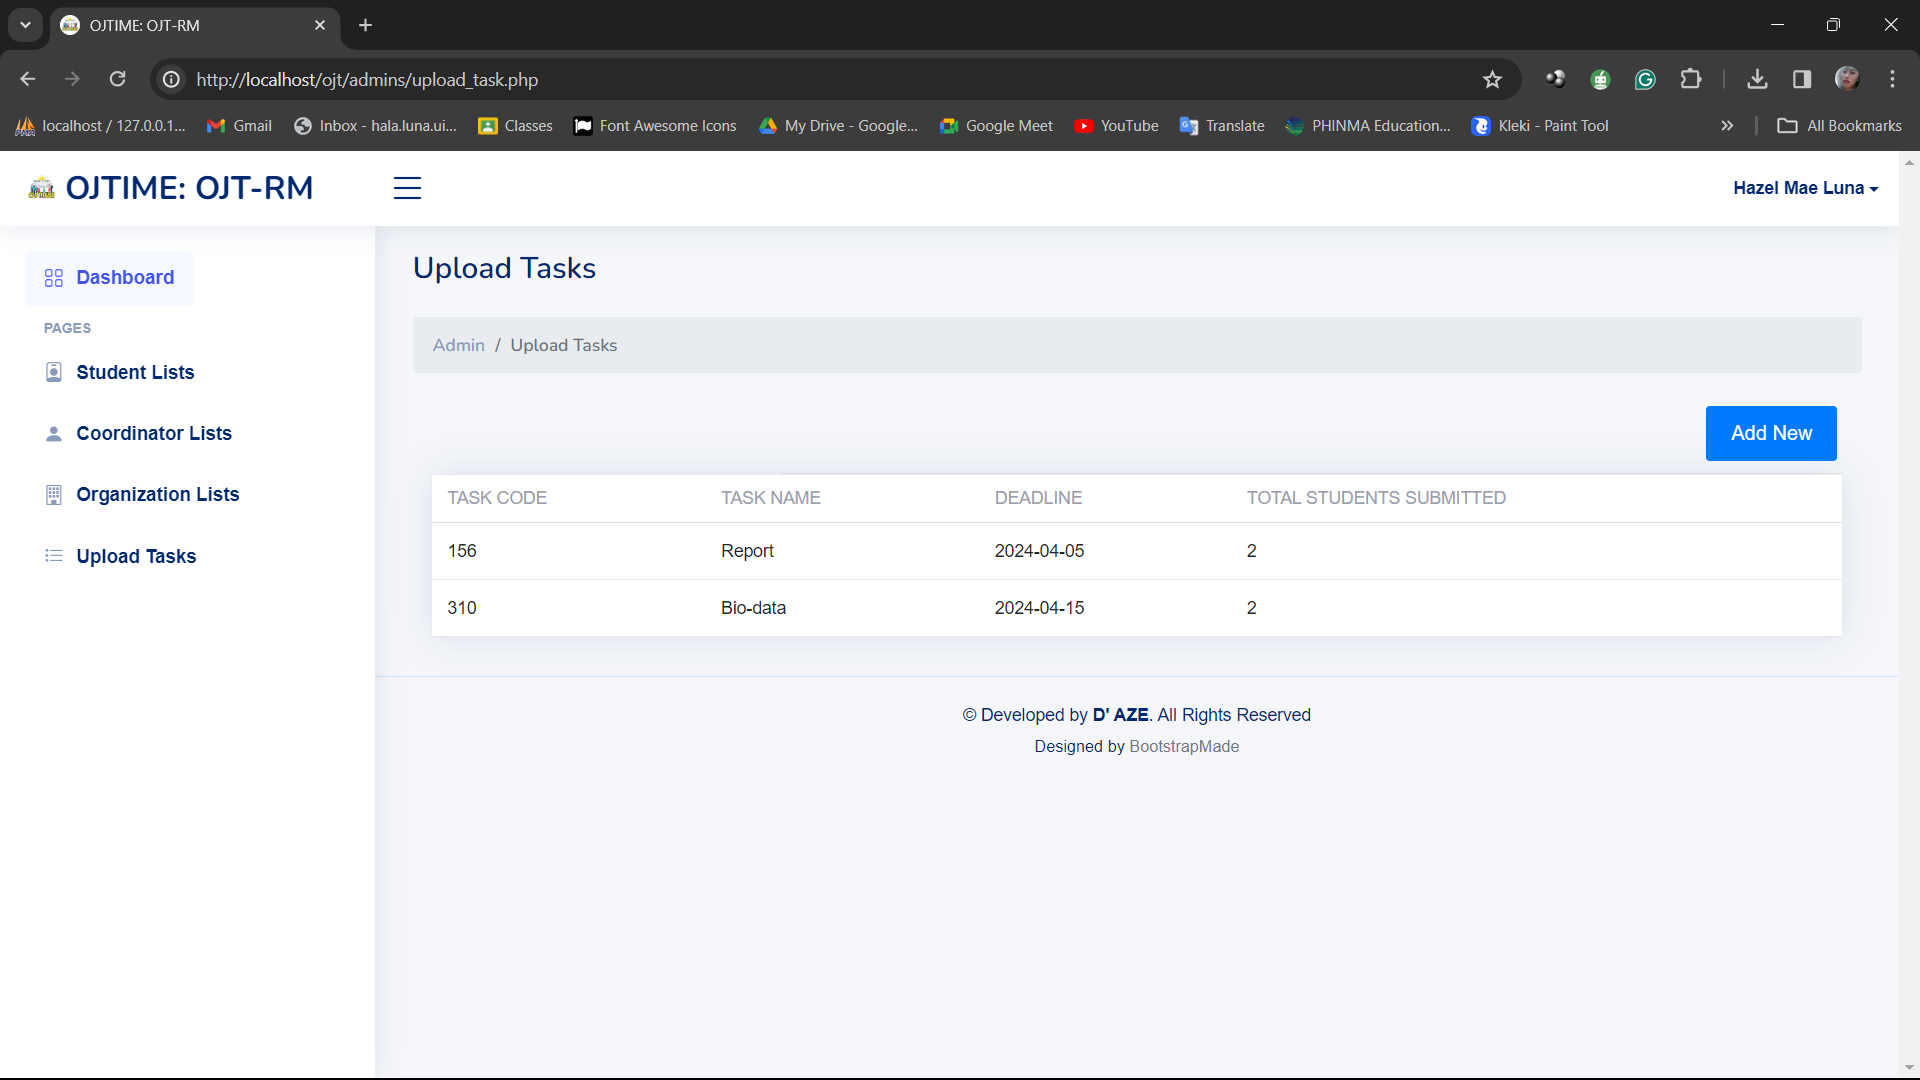 OJTIME: OJT-RM
http://localhost/ojt/admins/upload_task.php
localhost / 127.0.0.1... Gmail Inbox - hala.luna.ui... Classes Font Awesome Icons My Drive - Google... Google Meet YouTube Translate PHINMA Education... Kleki - Paint Tool All Bookmarks
OJTIME: OJT-RM
Hazel Mae Luna
Dashboard
PAGES
Student Lists
Coordinator Lists
Organization Lists
Upload Tasks
Upload Tasks
Admin / Upload Tasks
Add New
TASK CODE TASK NAME DEADLINE TOTAL STUDENTS SUBMITTED
156 Report 2024-04-05 2
310 Bio-data 2024-04-15 2
© Developed by D' AZE. All Rights Reserved
Designed by BootstrapMade